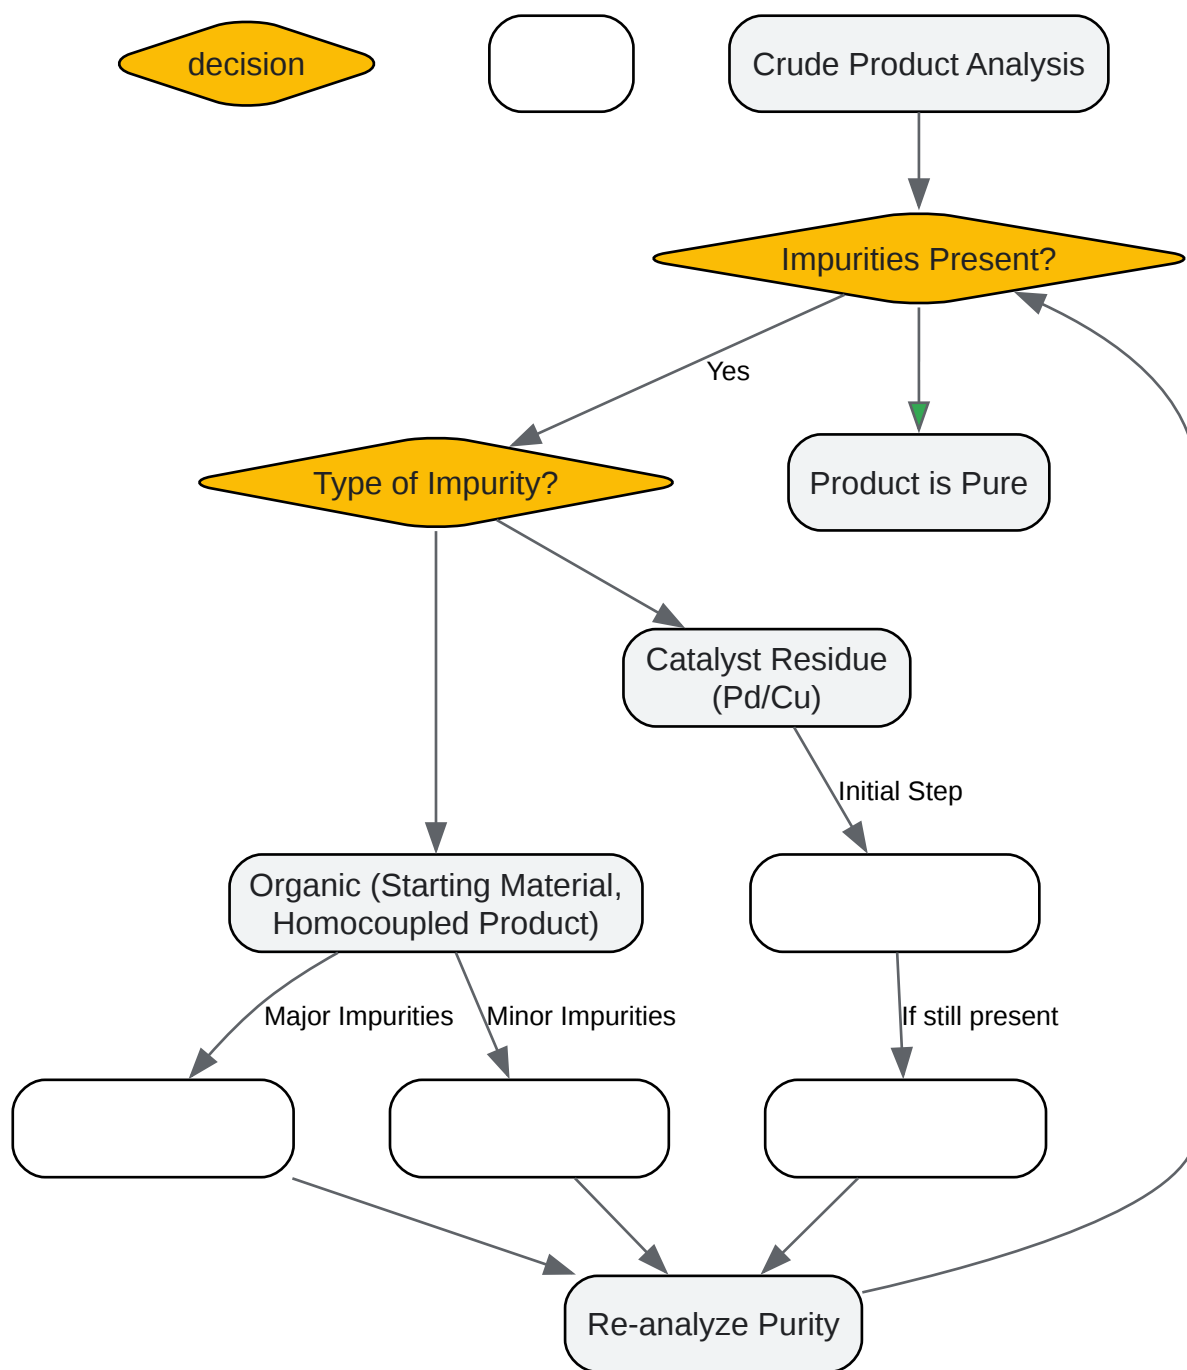 decision
Crude Product Analysis
Impurities Present?
Yes
Type of Impurity?
Product is Pure
Catalyst Residue
(Pd/Cu)
Initial Step
Organic (Starting Material,
Homocoupled Product)
Major Impurities
Minor Impurities
If still present
Re-analyze Purity